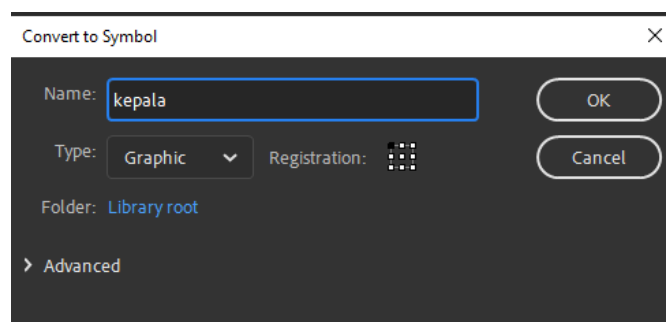 Convert to Symbol
Name: kepala OK
Type: Graphic Registration: Cancel
Folder: Library root
Advanced